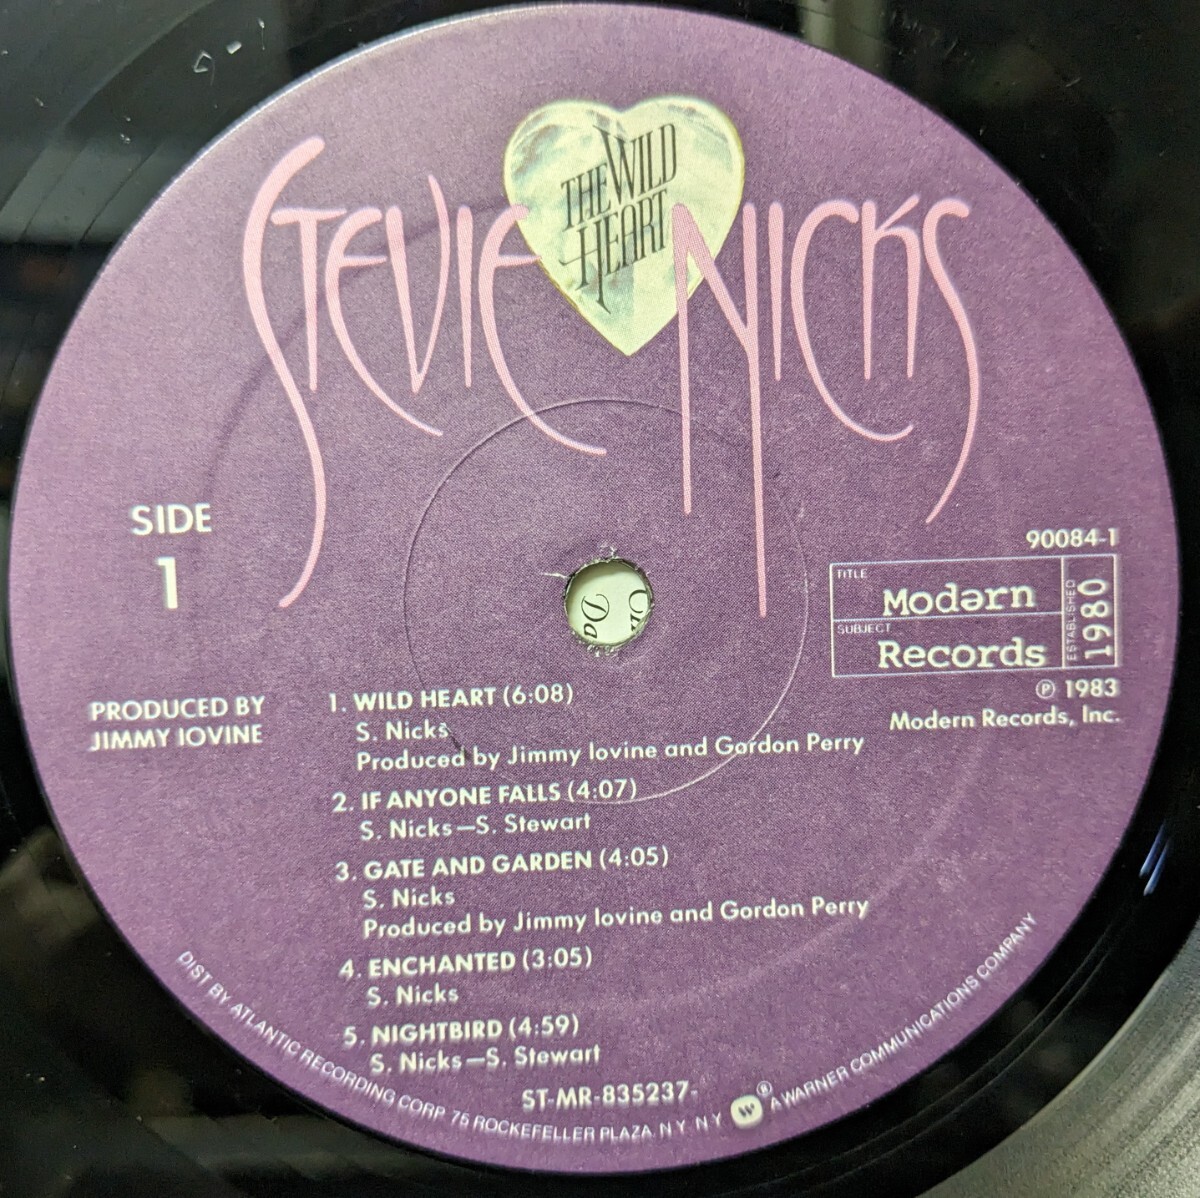 THE WILD
HEART
STEVIE NICKS
SIDE
1
90084-1
TITLE
Modərn
SUBJECT
Records
ESTABLISHED
1980
℗ 1983
Modern Records, Inc.
PRODUCED BY
JIMMY IOVINE
1. WILD HEART (6:08)
S. Nicks
Produced by Jimmy Iovine and Gordon Perry
2. IF ANYONE FALLS (4:07)
S. Nicks—S. Stewart
3. GATE AND GARDEN (4:05)
S. Nicks
Produced by Jimmy Iovine and Gordon Perry
4. ENCHANTED (3:05)
S. Nicks
5. NIGHTBIRD (4:59)
S. Nicks—S. Stewart
ST-MR-835237-
DIST BY ATLANTIC RECORDING CORP 75 ROCKEFELLER PLAZA N Y N Y ® A WARNER COMMUNICATIONS COMPANY